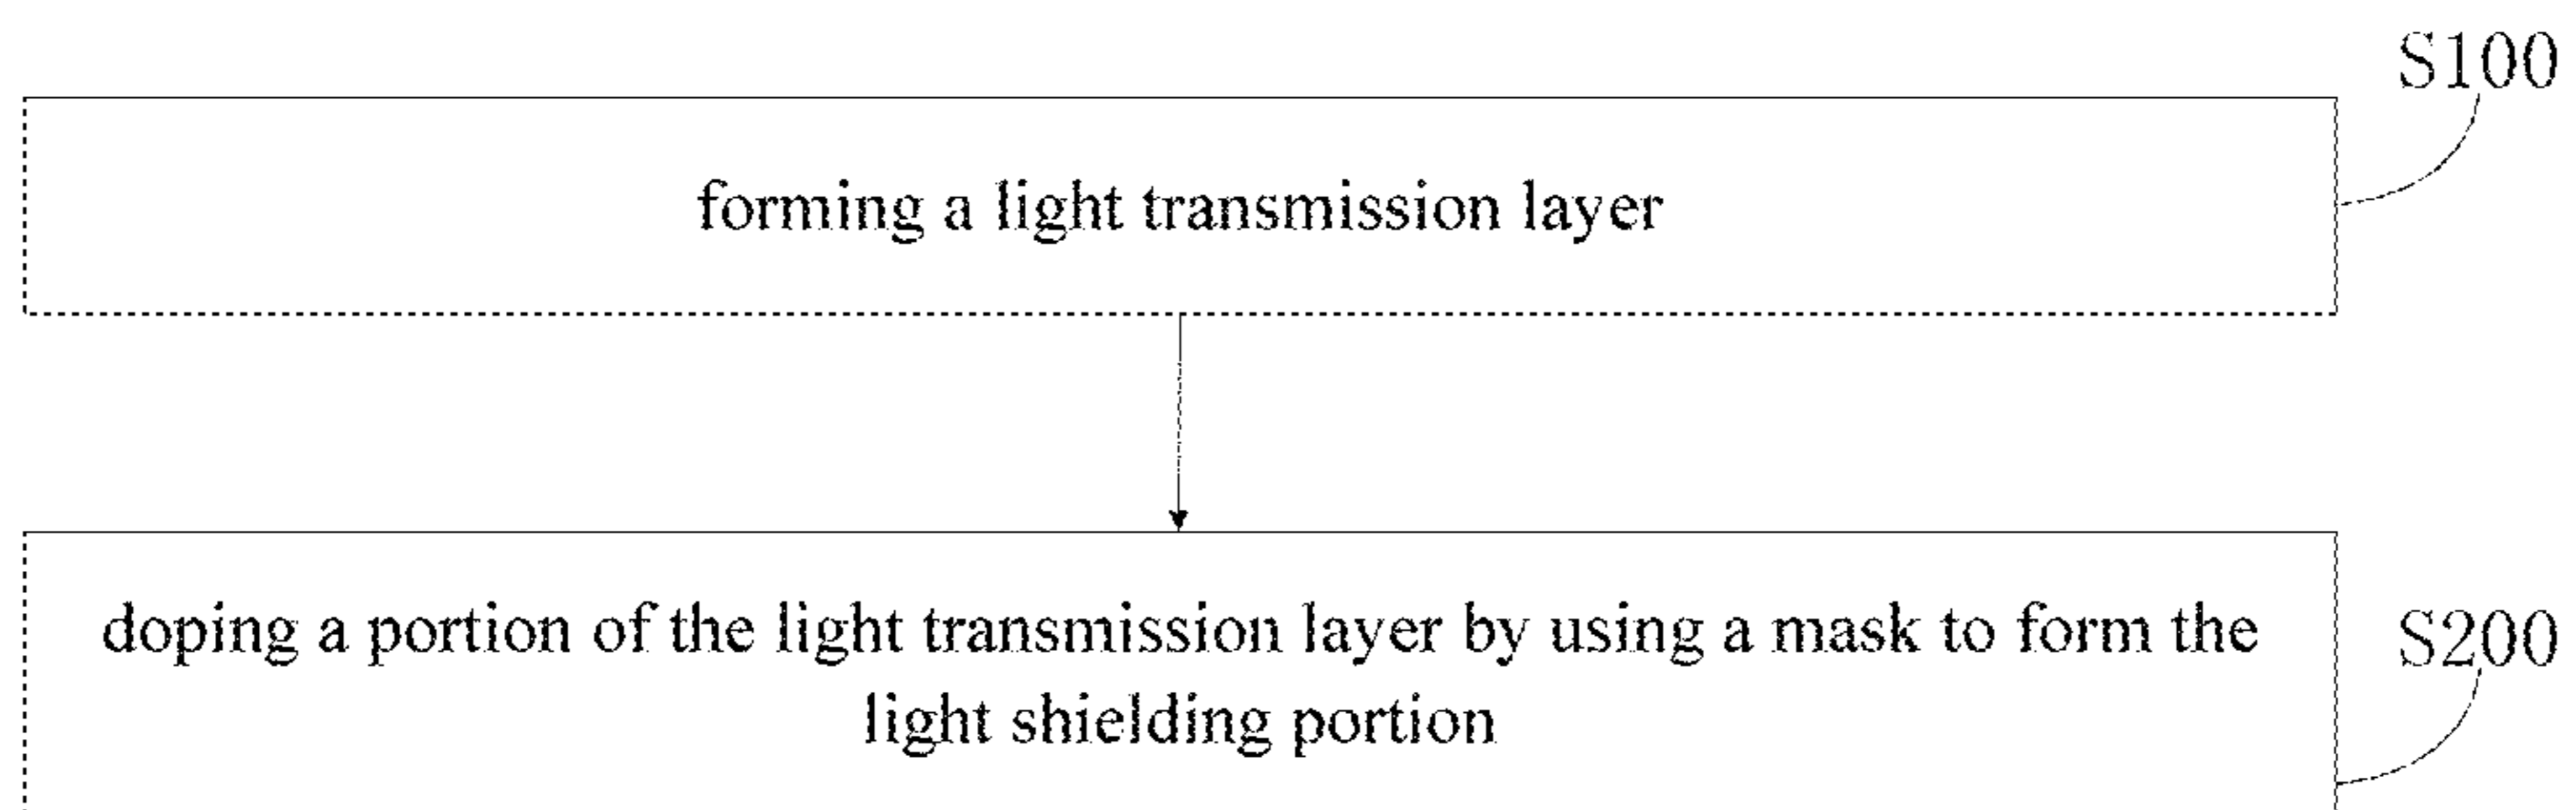 S100
forming a light transmission layer
doping a portion of the light transmission layer by using a mask to form the
light shielding portion
S200